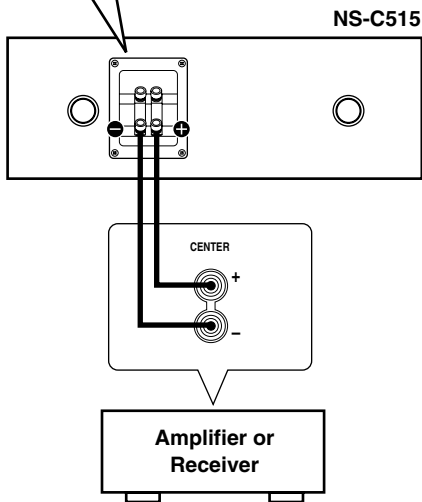 NS-C515
– +
CENTER
+
–
Amplifier or
Receiver